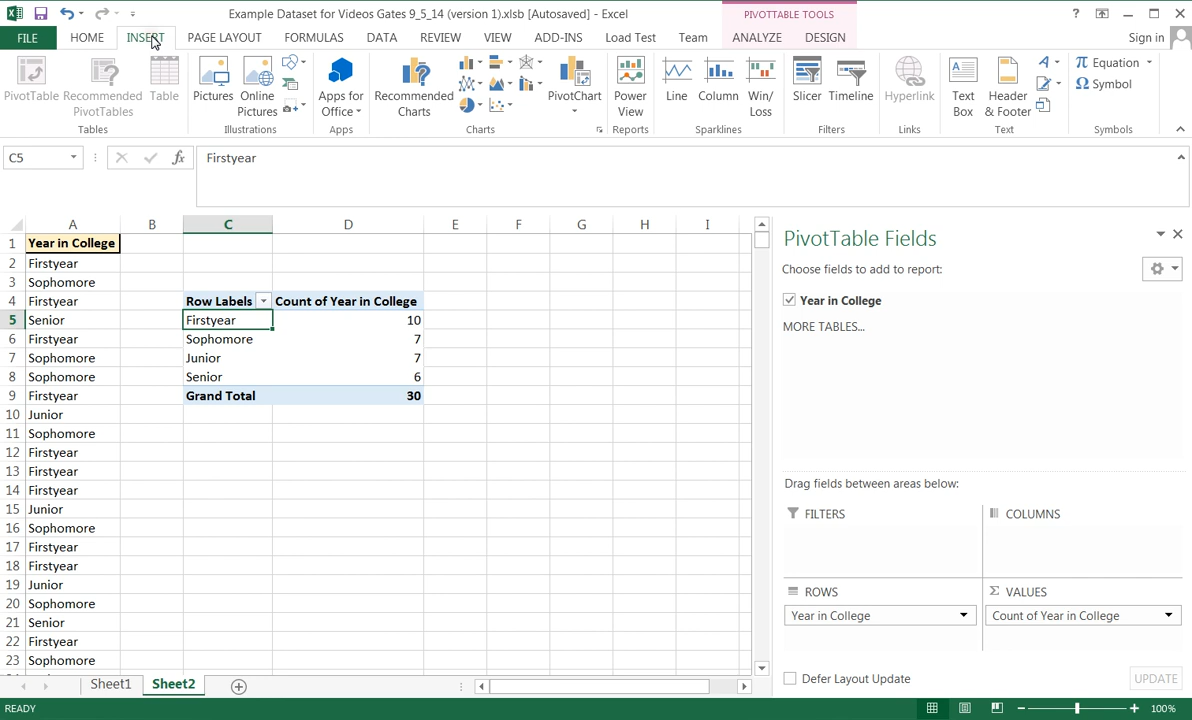 Example Dataset for Videos Gates 9_5_14 (version 1).xlsb [Autosaved] - Excel
PIVOTTABLE TOOLS
?
FILE HOME INSERT PAGE LAYOUT FORMULAS DATA REVIEW VIEW ADD-INS Load Test Team ANALYZE DESIGN
Sign in
PivotTable
Recommended PivotTables
Table
Tables
Pictures
Online Pictures
Illustrations
Apps for Office
Apps
Recommended Charts
PivotChart
Charts
Power View
Reports
Line
Column
Win/ Loss
Sparklines
Slicer
Timeline
Filters
Hyperlink
Links
Text Box
Header & Footer
Text
π Equation
Ω Symbol
Symbols
C5
fx
Firstyear
A B C D E F G H I
1 Year in College
2 Firstyear
3 Sophomore
4 Firstyear Row Labels Count of Year in College
5 Senior Firstyear 10
6 Firstyear Sophomore 7
7 Sophomore Junior 7
8 Sophomore Senior 6
9 Firstyear Grand Total 30
10 Junior
11 Sophomore
12 Firstyear
13 Firstyear
14 Firstyear
15 Junior
16 Sophomore
17 Firstyear
18 Firstyear
19 Junior
20 Sophomore
21 Senior
22 Firstyear
23 Sophomore
PivotTable Fields
Choose fields to add to report:
Year in College
MORE TABLES...
Drag fields between areas below:
FILTERS
COLUMNS
ROWS
Σ VALUES
Year in College
Count of Year in College
Defer Layout Update
UPDATE
Sheet1 Sheet2
READY
100%